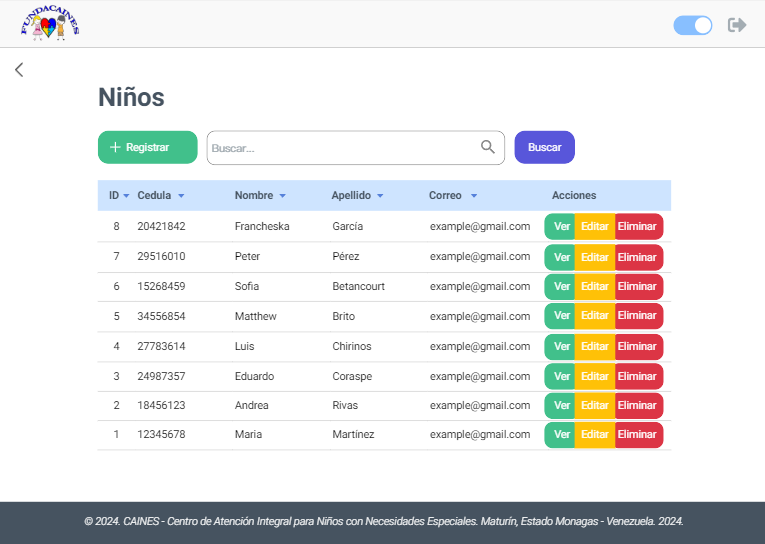 FUNDACAINES
Niños
Registrar
Buscar...
Buscar
ID Cedula Nombre Apellido Correo Acciones
8 20421842 Francheska García example@gmail.com Ver Editar Eliminar
7 29516010 Peter Pérez example@gmail.com Ver Editar Eliminar
6 15268459 Sofia Betancourt example@gmail.com Ver Editar Eliminar
5 34556854 Matthew Brito example@gmail.com Ver Editar Eliminar
4 27783614 Luis Chirinos example@gmail.com Ver Editar Eliminar
3 24987357 Eduardo Coraspe example@gmail.com Ver Editar Eliminar
2 18456123 Andrea Rivas example@gmail.com Ver Editar Eliminar
1 12345678 Maria Martínez example@gmail.com Ver Editar Eliminar
© 2024. CAINES - Centro de Atención Integral para Niños con Necesidades Especiales. Maturín, Estado Monagas - Venezuela. 2024.